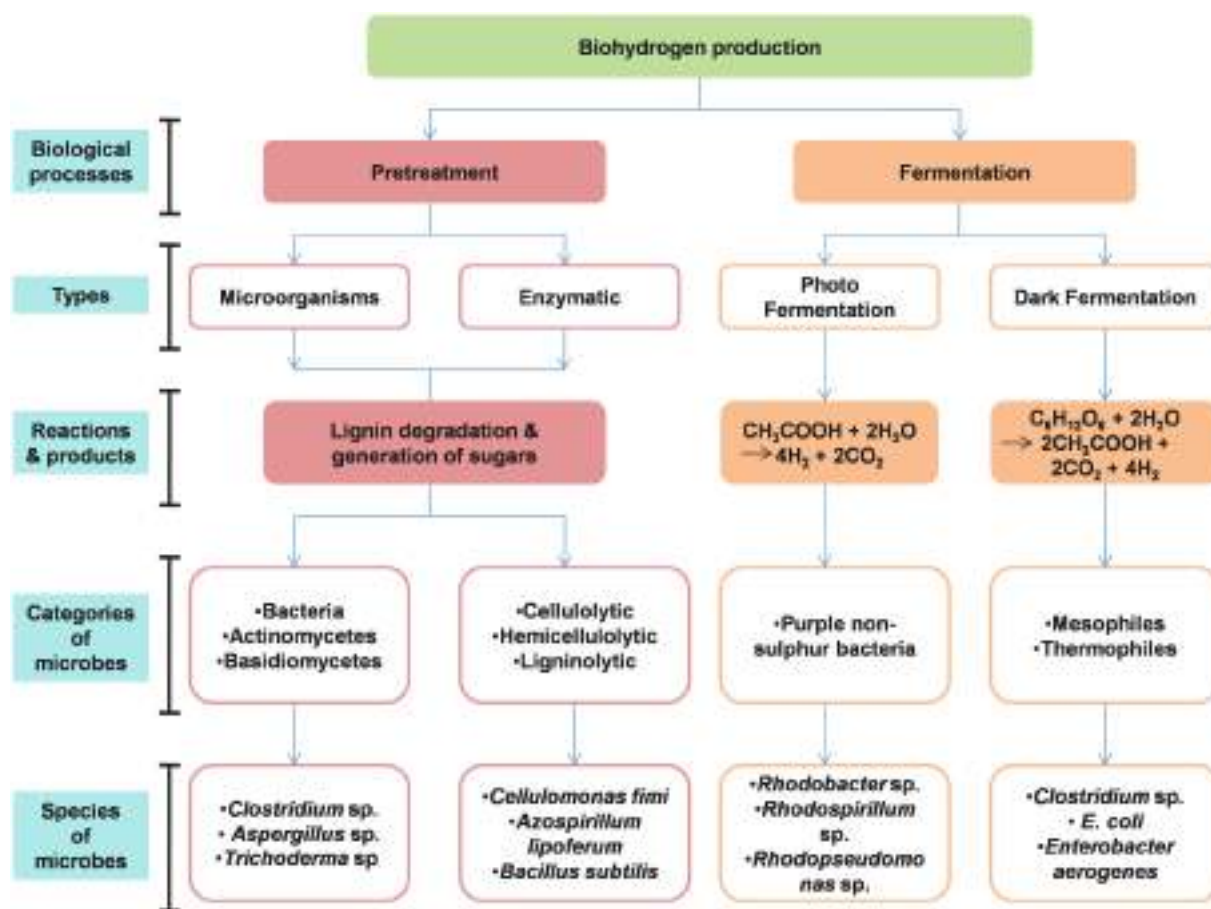 Biohydrogen production
Biological
processes
Pretreatment
Fermentation
Types
Microorganisms
Enzymatic
Photo
Fermentation
Dark Fermentation
Reactions
& products
Lignin degradation &
generation of sugars
CH₃COOH + 2H₂O
→ 4H₂ + 2CO₂
C₆H₁₂O₆ + 2H₂O
→ 2CH₃COOH +
2CO₂ + 4H₂
Categories
of
microbes
•Bacteria
•Actinomycetes
•Basidiomycetes
•Cellulolytic
•Hemicellulolytic
•Ligninolytic
•Purple non-
sulphur bacteria
•Mesophiles
•Thermophiles
Species
of
microbes
•Clostridium sp.
• Aspergillus sp.
•Trichoderma sp
•Cellulomonas fimi
•Azospirillum
lipoferum
•Bacillus subtilis
•Rhodobacter sp.
•Rhodospirillum
sp.
•Rhodopseudomo
nas sp.
•Clostridium sp.
•E. coli
•Enterobacter
aerogenes